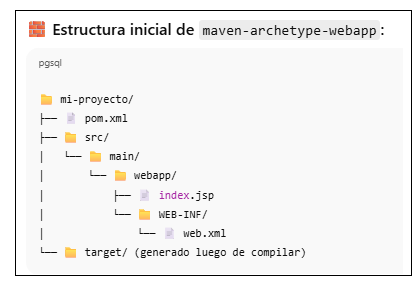 Estructura inicial de maven-archetype-webapp:
pgsql
mi-proyecto/
├── pom.xml
├── src/
│   └── main/
│       └── webapp/
│           ├── index.jsp
│           └── WEB-INF/
│               └── web.xml
└── target/ (generado luego de compilar)